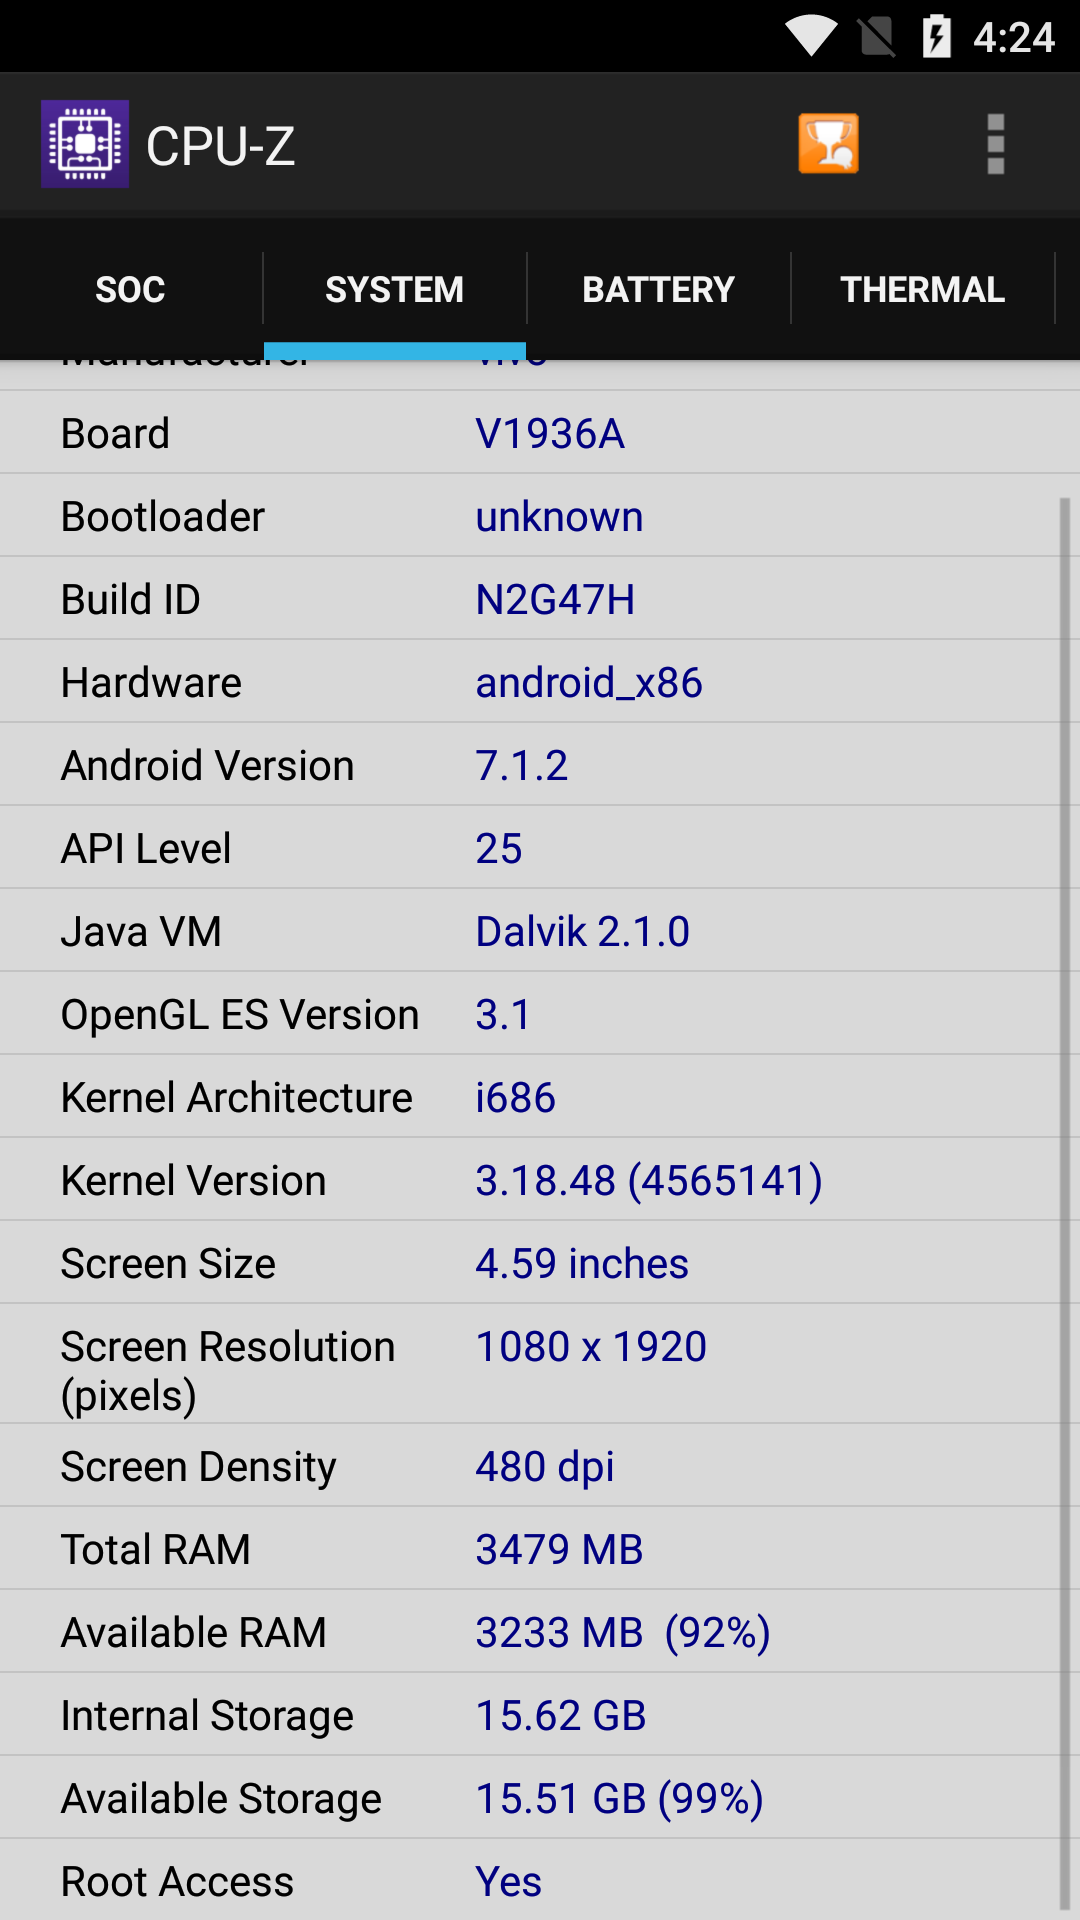 4:24
CPU-Z
SOC SYSTEM BATTERY THERMAL
Manufacturer vivo
Board V1936A
Bootloader unknown
Build ID N2G47H
Hardware android_x86
Android Version 7.1.2
API Level 25
Java VM Dalvik 2.1.0
OpenGL ES Version 3.1
Kernel Architecture i686
Kernel Version 3.18.48 (4565141)
Screen Size 4.59 inches
Screen Resolution 1080 x 1920
(pixels)
Screen Density 480 dpi
Total RAM 3479 MB
Available RAM 3233 MB (92%)
Internal Storage 15.62 GB
Available Storage 15.51 GB (99%)
Root Access Yes